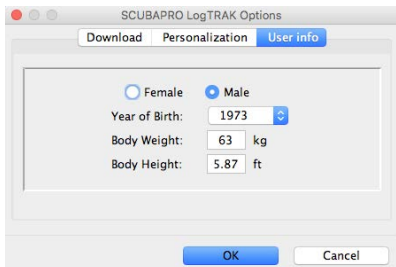 SCUBAPRO LogTRAK Options
Download Personalization User info
Female Male
Year of Birth: 1973
Body Weight: 63 kg
Body Height: 5.87 ft
OK Cancel